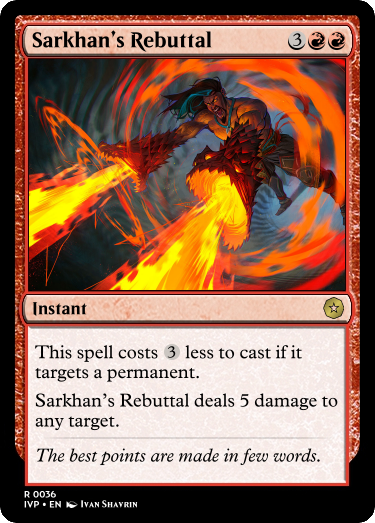 Sarkhan's Rebuttal 3
Instant
This spell costs 3 less to cast if it
targets a permanent.
Sarkhan's Rebuttal deals 5 damage to
any target.
The best points are made in few words.
R 0036
IVP • EN Ivan Shavrin